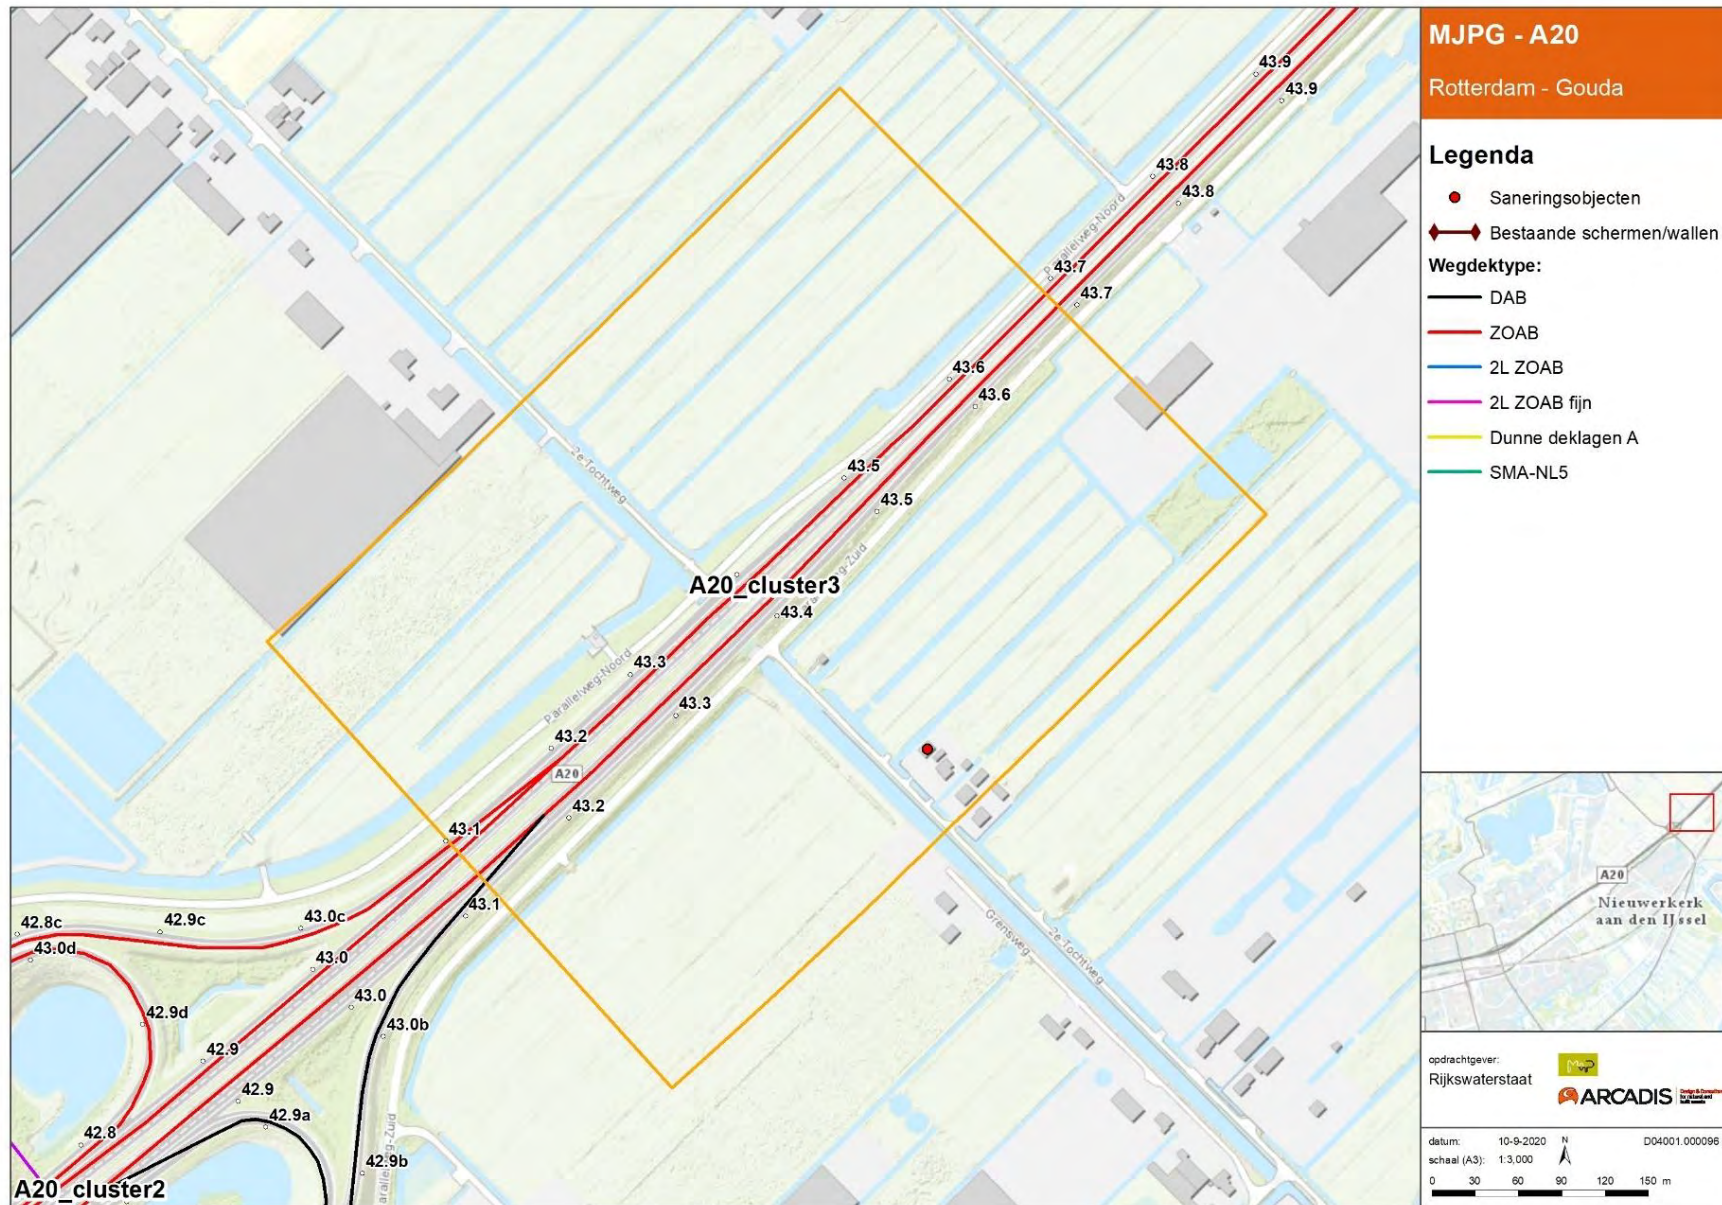 MJPG - A20
Rotterdam - Gouda
Legenda
Saneringsobjecten
Bestaande schermen/wallen
Wegdektype:
DAB
ZOAB
2L ZOAB
2L ZOAB fijn
Dunne deklagen A
SMA-NL5
43.9
43.9
43.8
43.8
Parallelweg-Noord
43.7
43.7
43.6
43.6
43.5
43.5
2e Tochtweg
A20_cluster3
43.4
43.3
Parallelweg-Noord
43.3
43.2
A20
43.2
43.1
43.1
42.8c
42.9c
43.0c
43.0d
43.0
43.0
42.9d
43.0b
42.9
42.9
42.9a
42.8
42.9b
Grensweg
2e Tochtweg
A20_cluster2
A20
Nieuwerkerk
aan den IJssel
opdrachtgever:
Rijkswaterstaat
ARCADIS
datum: 10-9-2020 N D04001.000096
schaal (A3): 1:3,000
0 30 60 90 120 150 m